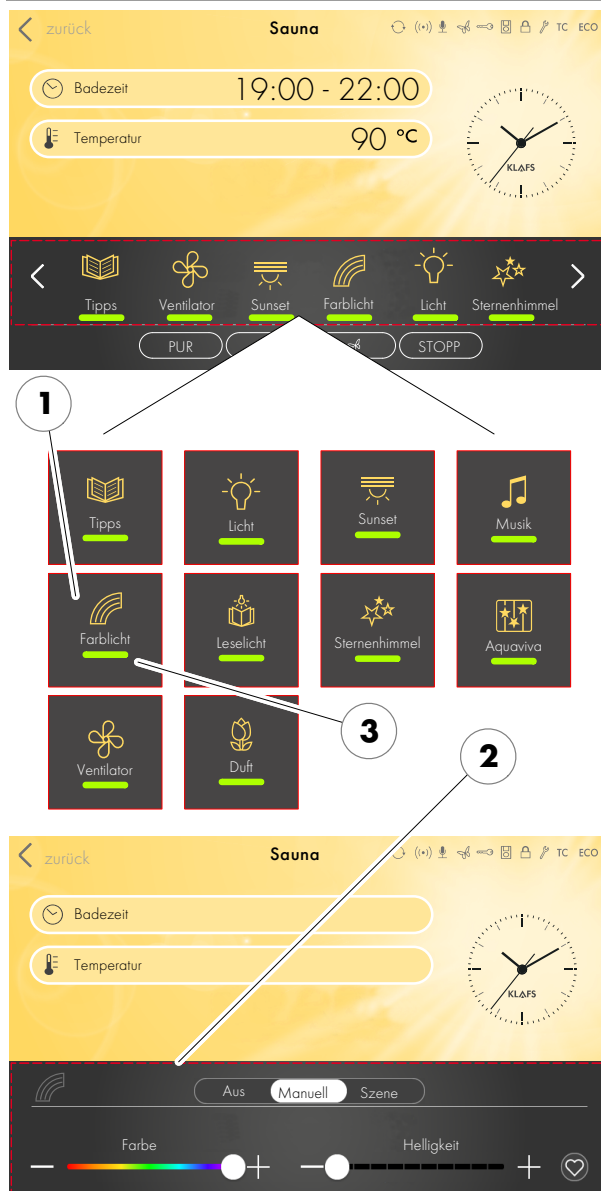 zurück Sauna TC ECO
Badezeit 19:00 - 22:00
Temperatur 90 °C
KLAFS
Tipps Ventilator Sunset Farblicht Licht Sternenhimmel
PUR STOPP
1
Tipps Licht Sunset Musik
Farblicht Leselicht Sternenhimmel Aquaviva
3
2
Ventilator Duft
zurück Sauna TC ECO
Badezeit
Temperatur
KLAFS
Aus Manuell Szene
Farbe Helligkeit